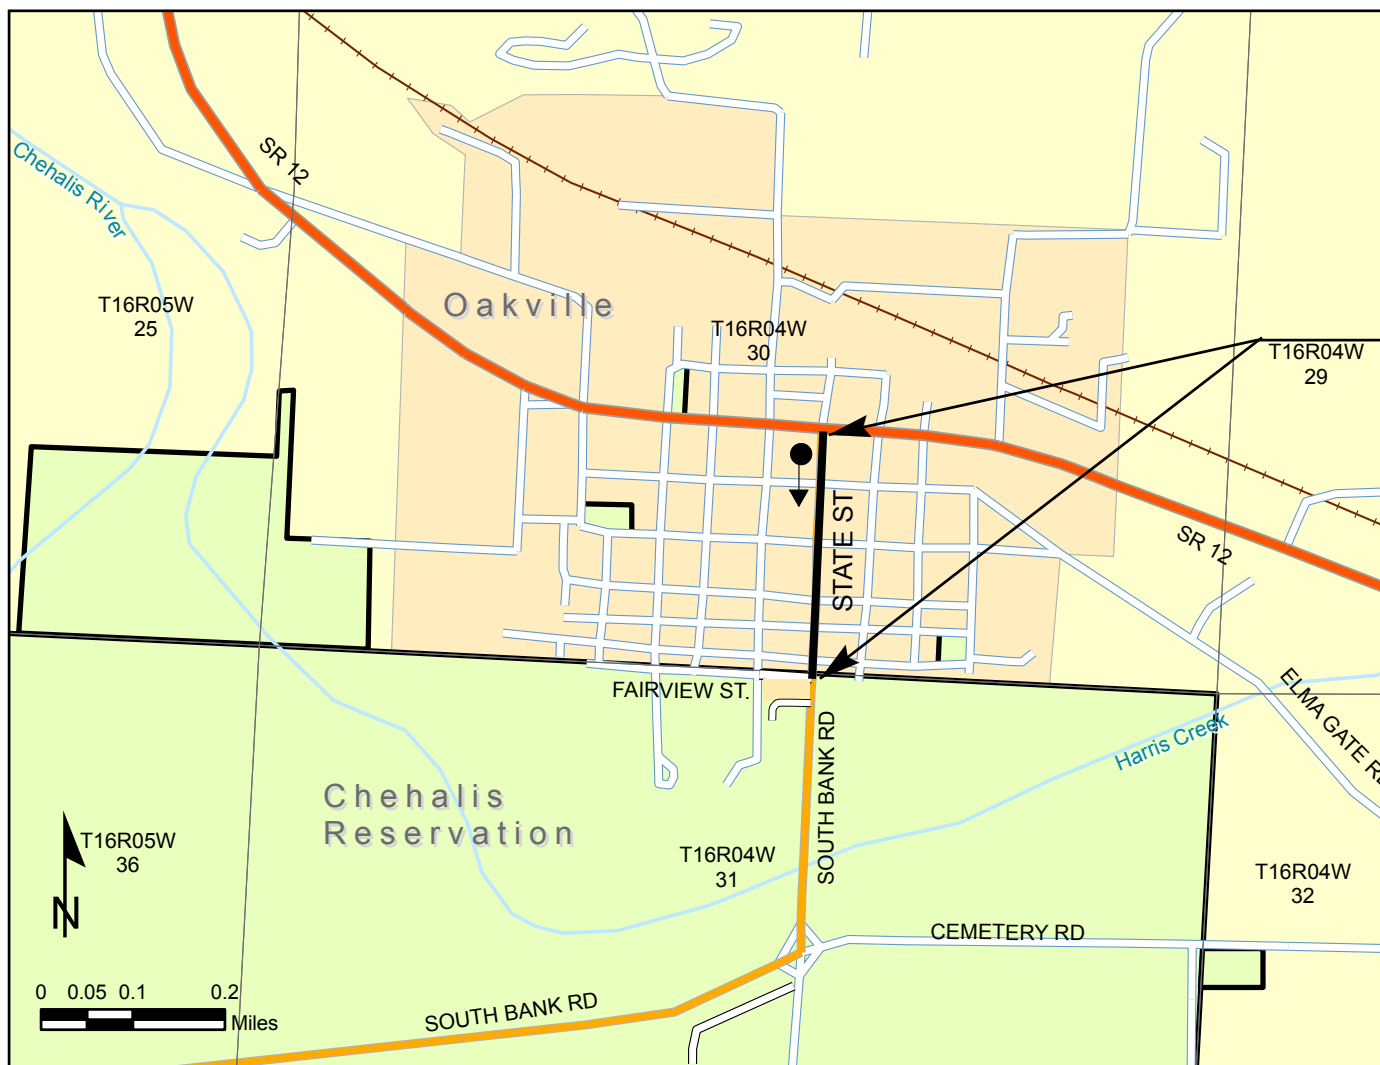 SR 12
Chehalis River
T16R05W
25
Oakville
T16R04W
30
T16R04W
29
STATE ST
SR 12
FAIRVIEW ST.
SOUTH BANK RD
ELMA GATE RD
Harris Creek
Chehalis
Reservation
T16R05W
36
T16R04W
31
T16R04W
32
N
CEMETERY RD
0 0.05 0.1 0.2
Miles
SOUTH BANK RD